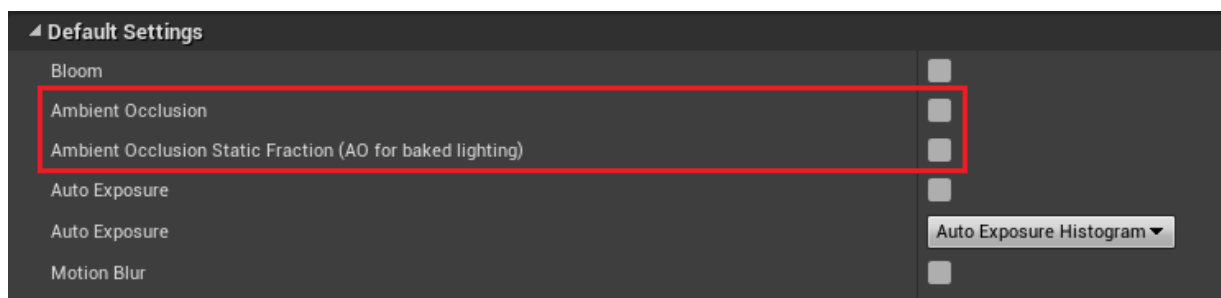 Default Settings
Bloom
Ambient Occlusion
Ambient Occlusion Static Fraction (AO for baked lighting)
Auto Exposure
Auto Exposure Auto Exposure Histogram
Motion Blur